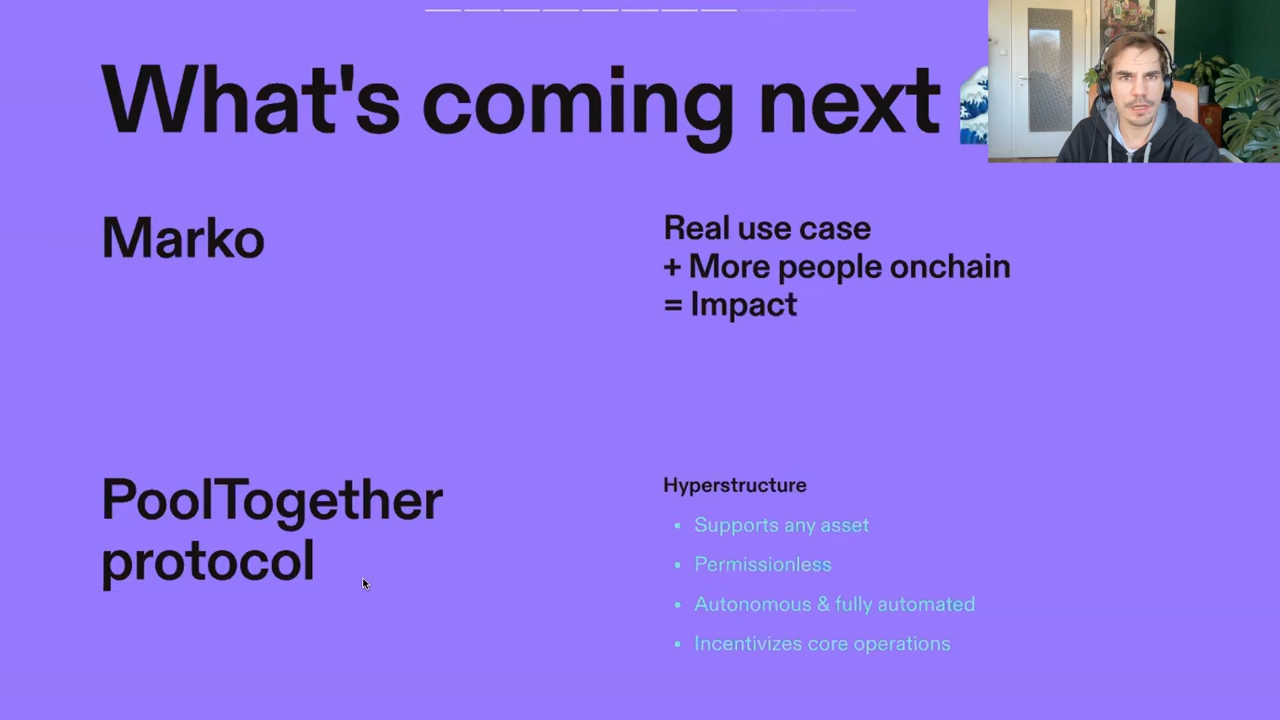 What's coming next
Marko
Real use case
+ More people onchain
= Impact
PoolTogether
protocol
Hyperstructure
• Supports any asset
• Permissionless
• Autonomous & fully automated
• Incentivizes core operations